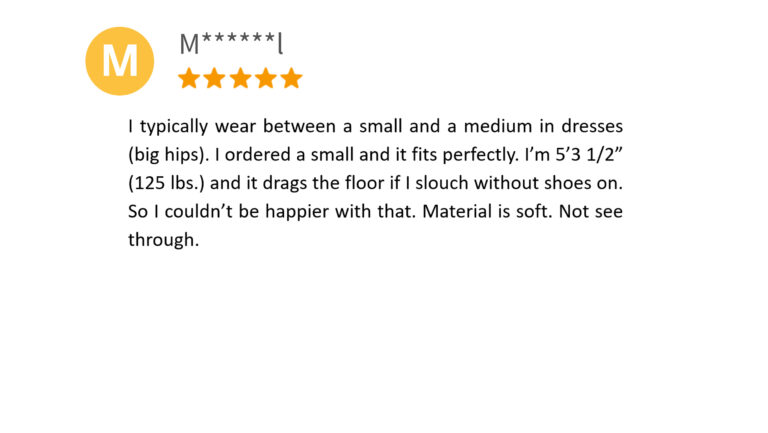 M
M******l
I typically wear between a small and a medium in dresses
(big hips). I ordered a small and it fits perfectly. I’m 5’3 1/2”
(125 lbs.) and it drags the floor if I slouch without shoes on.
So I couldn’t be happier with that. Material is soft. Not see
through.